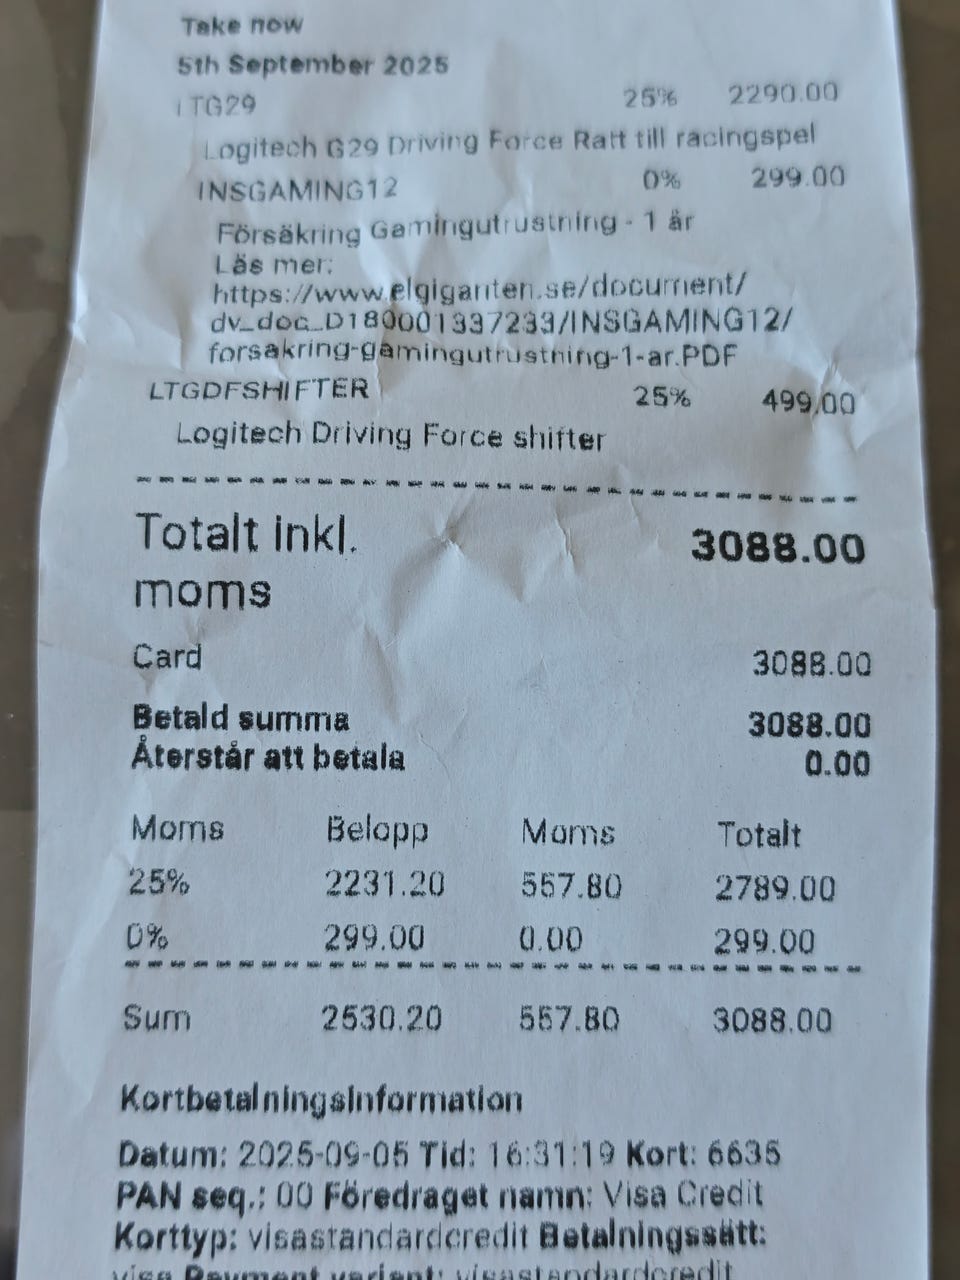 Take now
5th September 2025
LTG29 25% 2290.00
Logitech G29 Driving Force Ratt till racingspel
INSGAMING12 0% 299.00
Försäkring Gamingutrustning - 1 år
Läs mer:
https://www.elgiganten.se/document/
dv_doc_D180001337233/INSGAMING12/
forsakring-gamingutrustning-1-ar.PDF
LTGDFSHIFTER 25% 499.00
Logitech Driving Force shifter
Totalt inkl. 3088.00
moms
Card 3088.00
Betald summa 3088.00
Återstår att betala 0.00
Moms Belopp Moms Totalt
25% 2231.20 557.80 2789.00
0% 299.00 0.00 299.00
Sum 2530.20 557.80 3088.00
Kortbetalningsinformation
Datum: 2025-09-05 Tid: 16:31:19 Kort: 6635
PAN seq.: 00 Föredraget namn: Visa Credit
Korttyp: visastandardcredit Betalningssätt:
visa Payment variant: visastandardcredit